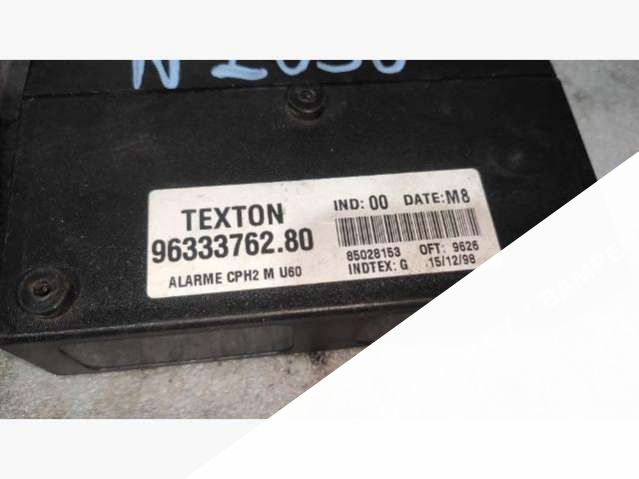 TEXTON
96333762.80
ALARME CPH2 M U60
IND: 00 DATE: M8
85028153 OFT: 9626
INDTEX: G 15/12/98